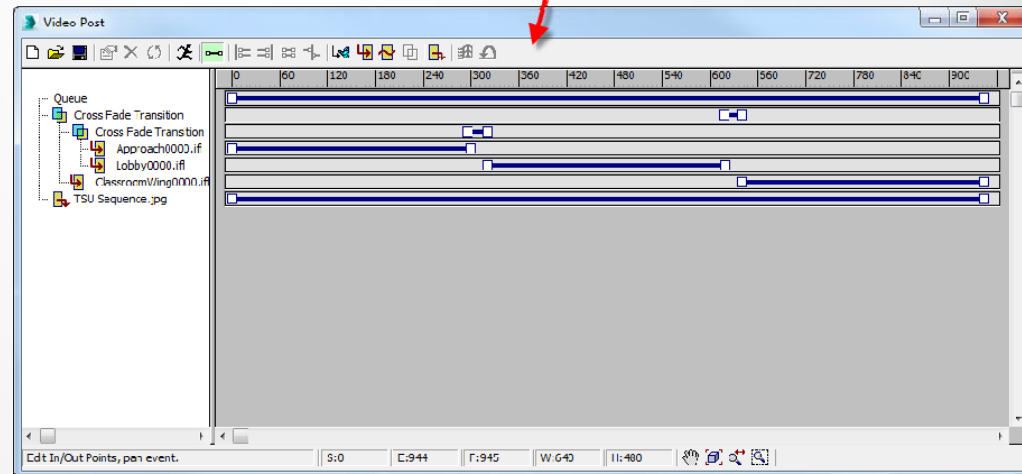 Video Post
0 60 120 180 240 300 360 420 480 540 600 660 720 780 840 900
Queue
Cross Fade Transition
Cross Fade Transition
Approach0000.ifl
Lobby0000.ifl
ClassroomWing0000.ifl
TSU Sequence.jpg
Edit In/Out Points, pan event.
S:0
E:944
F:945
W:640
H:480